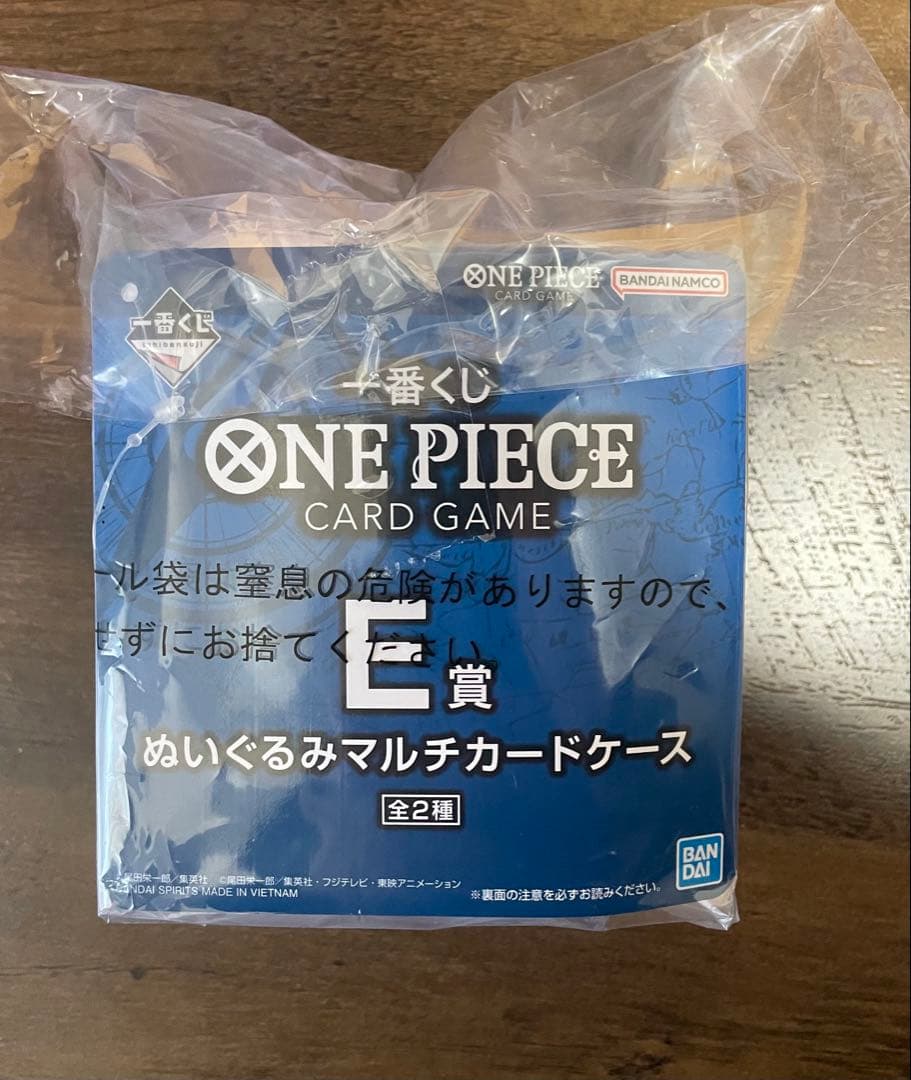 ONE PIECE
CARD GAME
BANDAI NAMCO
一番くじ
ichibankuji
一番くじ
ONE PIECE
CARD GAME
ル袋は窒息の危険がありますので、
せずにお捨てください。
E賞
ぬいぐるみマルチカードケース
全2種
BAN
DAI
尾田栄一郎/集英社 ©尾田栄一郎/集英社・フジテレビ・東映アニメーション
BANDAI SPIRITS MADE IN VIETNAM
※裏面の注意を必ずお読みください。